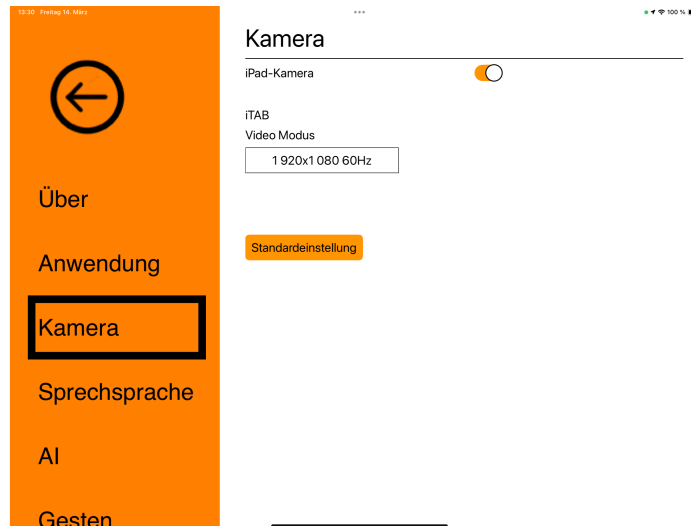 13:30 Freitag 14. März
100 %
Über
Anwendung
Kamera
Sprechsprache
AI
Gesten
Kamera
iPad-Kamera
iTAB
Video Modus
1 920x1 080 60Hz
Standardeinstellung